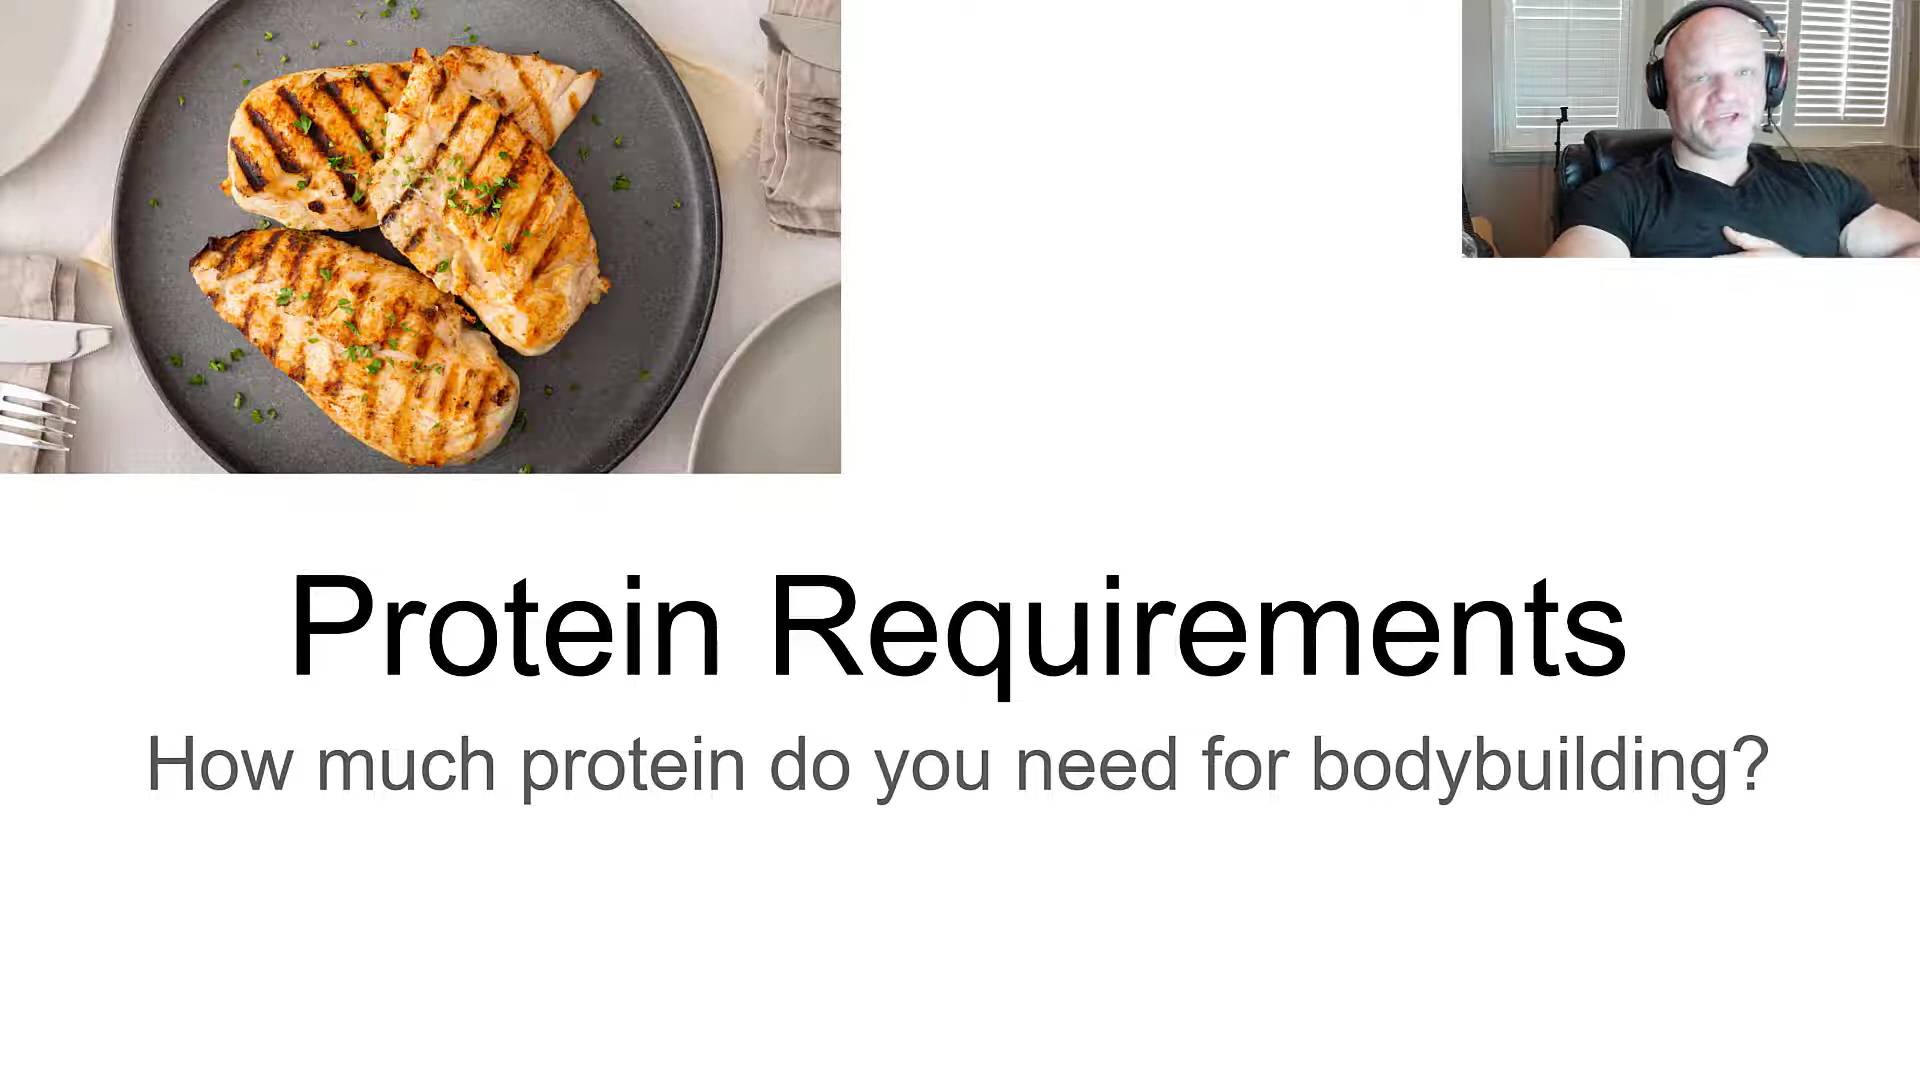 Protein Requirements
How much protein do you need for bodybuilding?